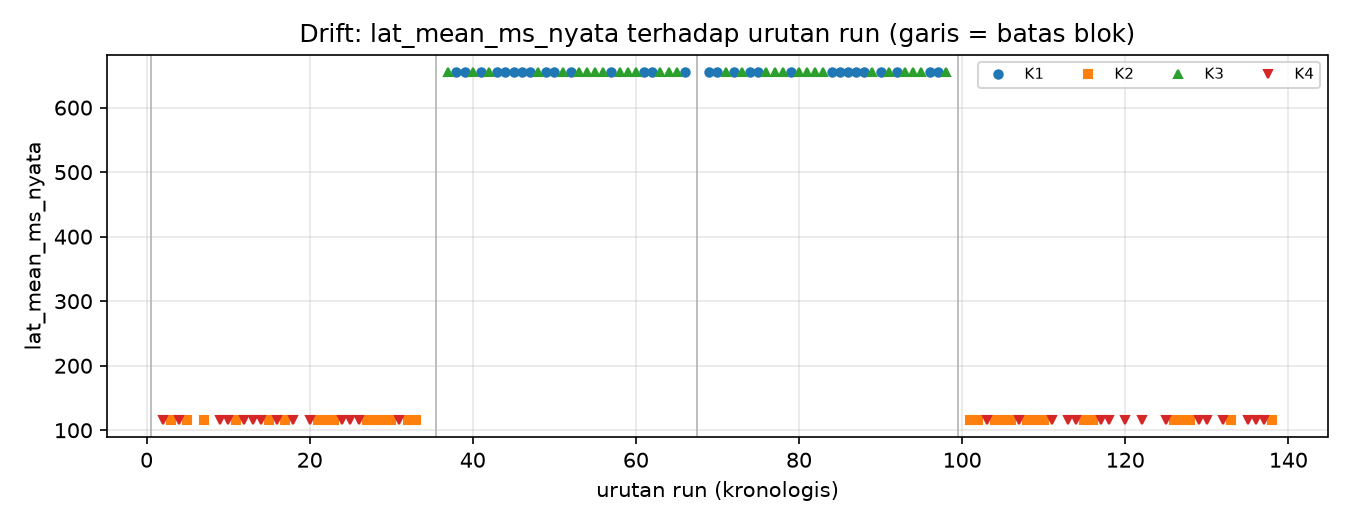 Drift: lat_mean_ms_nyata terhadap urutan run (garis = batas blok)
K1 K2 K3 K4
lat_mean_ms_nyata
600
500
400
300
200
100
0 20 40 60 80 100 120 140
urutan run (kronologis)